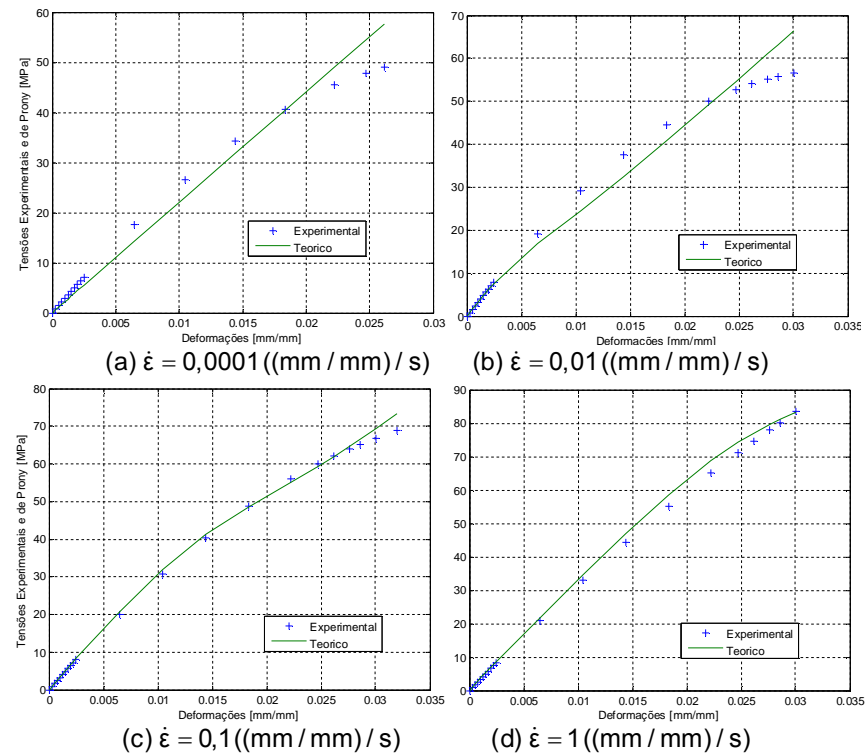 Tensões Experimentais e de Prony [MPa]
60
50
40
30
20
10
0
0 0.005 0.01 0.015 0.02 0.025 0.03
Deformações [mm/mm]
Experimental
Teorico
(a) ε̇ = 0,0001 ((mm / mm) / s)
70
60
50
40
30
20
10
0
0 0.005 0.01 0.015 0.02 0.025 0.03 0.035
Deformações [mm/mm]
Experimental
Teorico
(b) ε̇ = 0,01 ((mm / mm) / s)
Tensões Experimentais e de Prony [MPa]
80
70
60
50
40
30
20
10
0
0 0.005 0.01 0.015 0.02 0.025 0.03 0.035
Deformações [mm/mm]
Experimental
Teorico
(c) ε̇ = 0,1 ((mm / mm) / s)
90
80
70
60
50
40
30
20
10
0
0 0.005 0.01 0.015 0.02 0.025 0.03 0.035
Deformações [mm/mm]
Experimental
Teorico
(d) ε̇ = 1 ((mm / mm) / s)